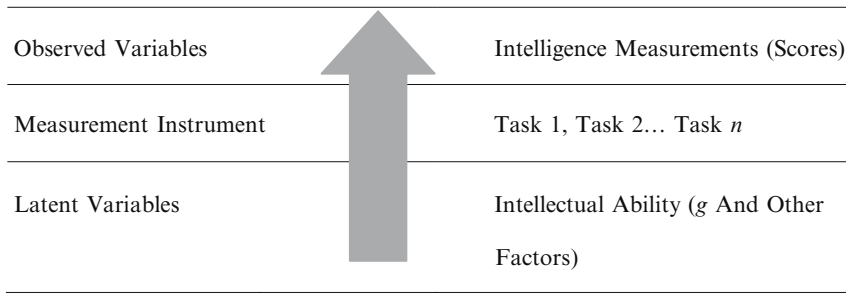 Observed Variables Intelligence Measurements (Scores)
Measurement Instrument Task 1, Task 2… Task n
Latent Variables Intellectual Ability (g And Other
Factors)